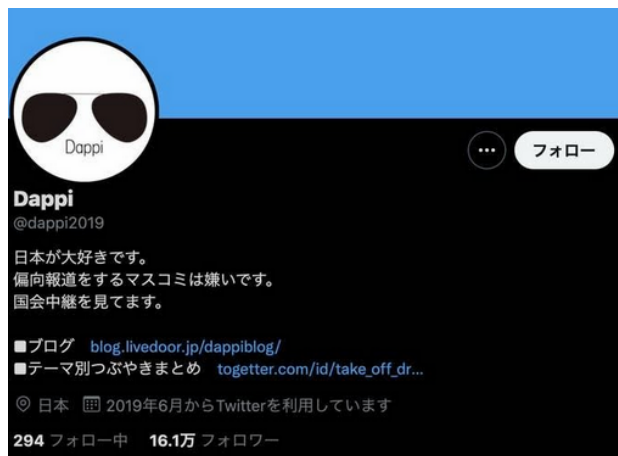 Dappi
フォロー
Dappi
@dappi2019
日本が大好きです。
偏向報道をするマスコミは嫌いです。
国会中継を見てます。
■ブログ blog.livedoor.jp/dappiblog/
■テーマ別つぶやきまとめ togetter.com/id/take_off_dr...
日本 2019年6月からTwitterを利用しています
294 フォロー中 16.1万 フォロワー